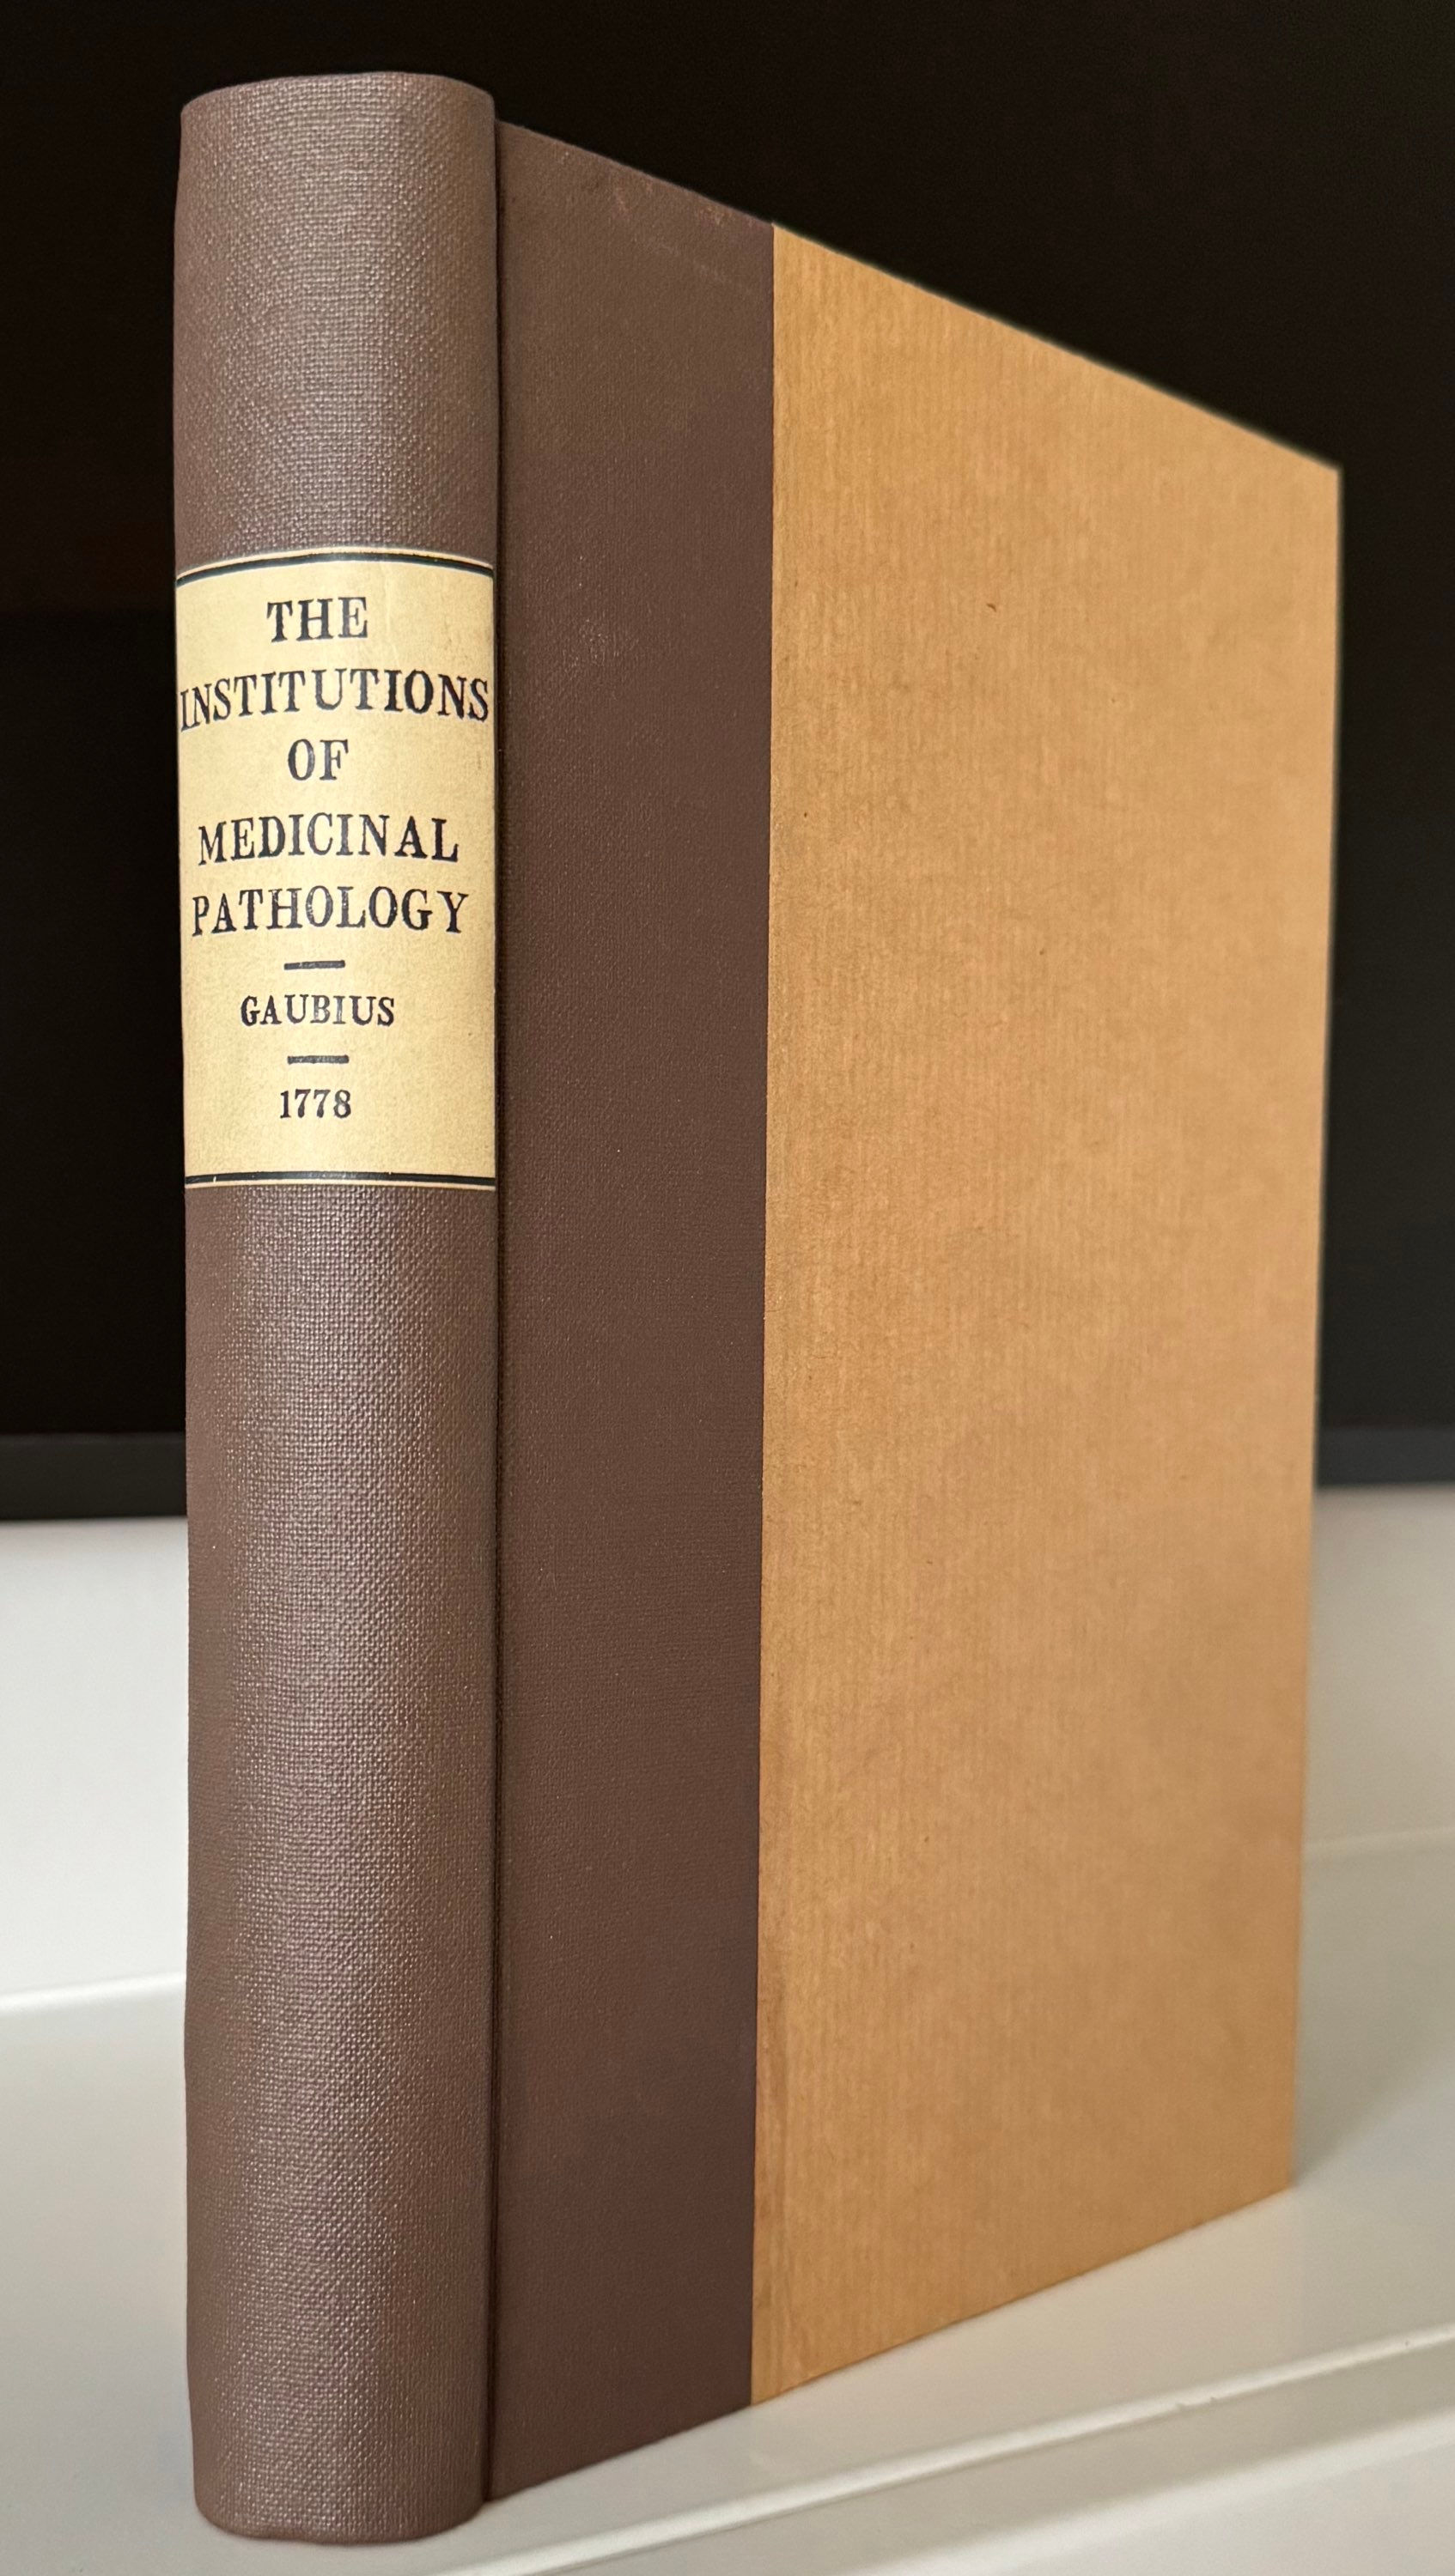 THE
INSTITUTIONS
OF
MEDICINAL
PATHOLOGY
GAUBIUS
1778